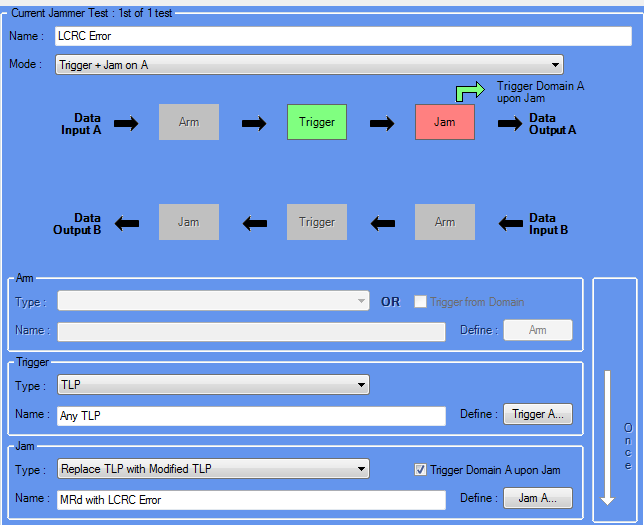 Current Jammer Test : 1st of 1 test
Name : LCRC Error
Mode : Trigger + Jam on A
Trigger Domain A
upon Jam
Data
Input A
Arm
Trigger
Jam
Data
Output A
Data
Output B
Jam
Trigger
Arm
Data
Input B
Arm
Type : OR Trigger from Domain
Name : Define : Arm
Trigger
Type : TLP
Name : Any TLP Define : Trigger A...
Jam
Type : Replace TLP with Modified TLP Trigger Domain A upon Jam
Name : MRd with LCRC Error Define : Jam A...
Once